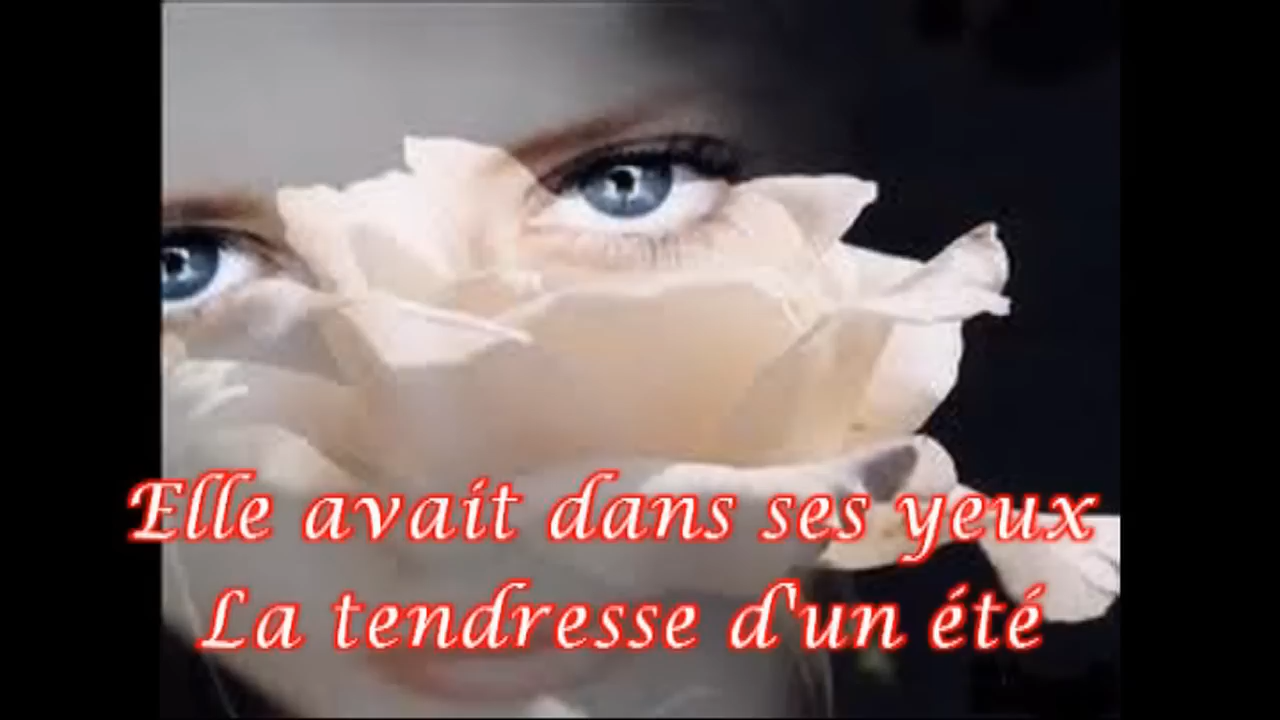 Elle avait dans ses yeux
La tendresse d'un été